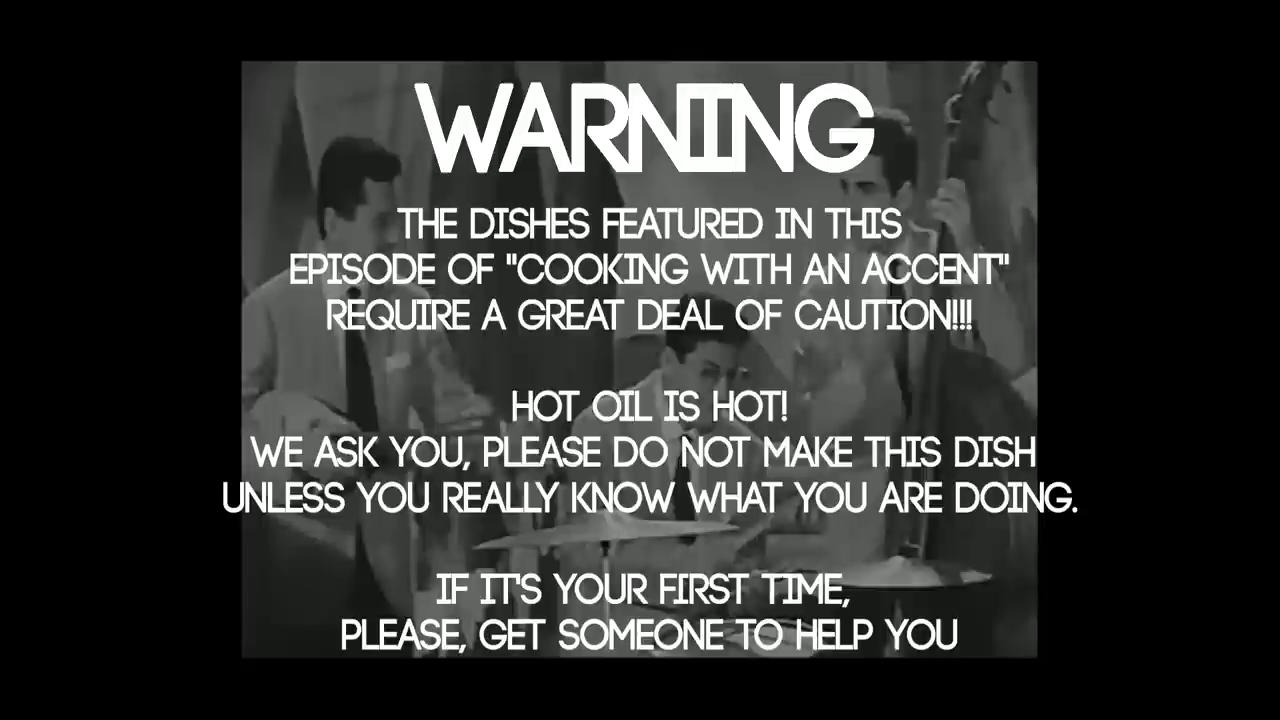 WARNING
THE DISHES FEATURED IN THIS
EPISODE OF "COOKING WITH AN ACCENT"
REQUIRE A GREAT DEAL OF CAUTION!!!
HOT OIL IS HOT!
WE ASK YOU, PLEASE DO NOT MAKE THIS DISH
UNLESS YOU REALLY KNOW WHAT YOU ARE DOING.
IF IT'S YOUR FIRST TIME,
PLEASE, GET SOMEONE TO HELP YOU